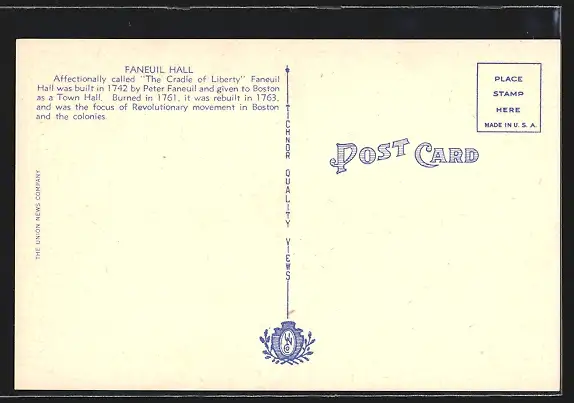 FANEUIL HALL
Affectionally called "The Cradle of Liberty" Faneuil
Hall was built in 1742 by Peter Faneuil and given to Boston
as a Town Hall. Burned in 1761, it was rebuilt in 1763,
and was the focus of Revolutionary movement in Boston
and the colonies.
THE UNION NEWS COMPANY
TICHNOR QUALITY VIEWS
POST CARD
PLACE
STAMP
HERE
MADE IN U. S. A.